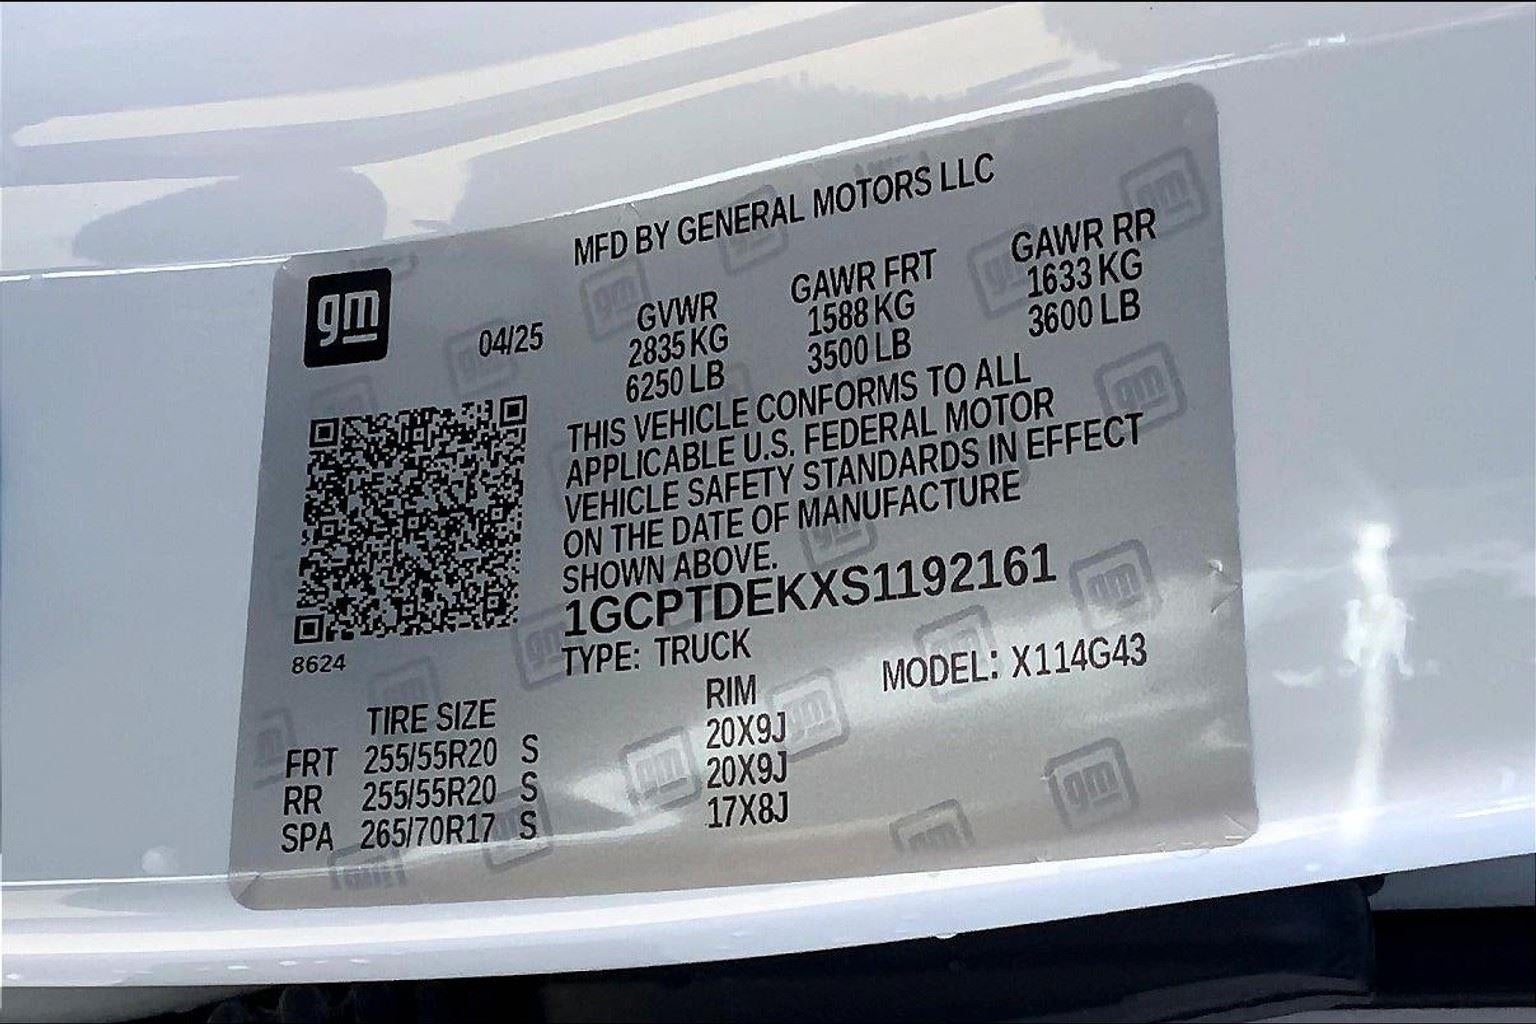 MFD BY GENERAL MOTORS LLC
gm
04/25
GVWR
2835 KG
6250 LB
GAWR FRT
1588 KG
3500 LB
GAWR RR
1633 KG
3600 LB
THIS VEHICLE CONFORMS TO ALL
APPLICABLE U.S. FEDERAL MOTOR
VEHICLE SAFETY STANDARDS IN EFFECT
ON THE DATE OF MANUFACTURE
SHOWN ABOVE.
1GCPTDEKXS1192161
8624
TYPE: TRUCK
MODEL: X114G43
TIRE SIZE RIM
FRT 255/55R20 S 20X9J
RR 255/55R20 S 20X9J
SPA 265/70R17 S 17X8J